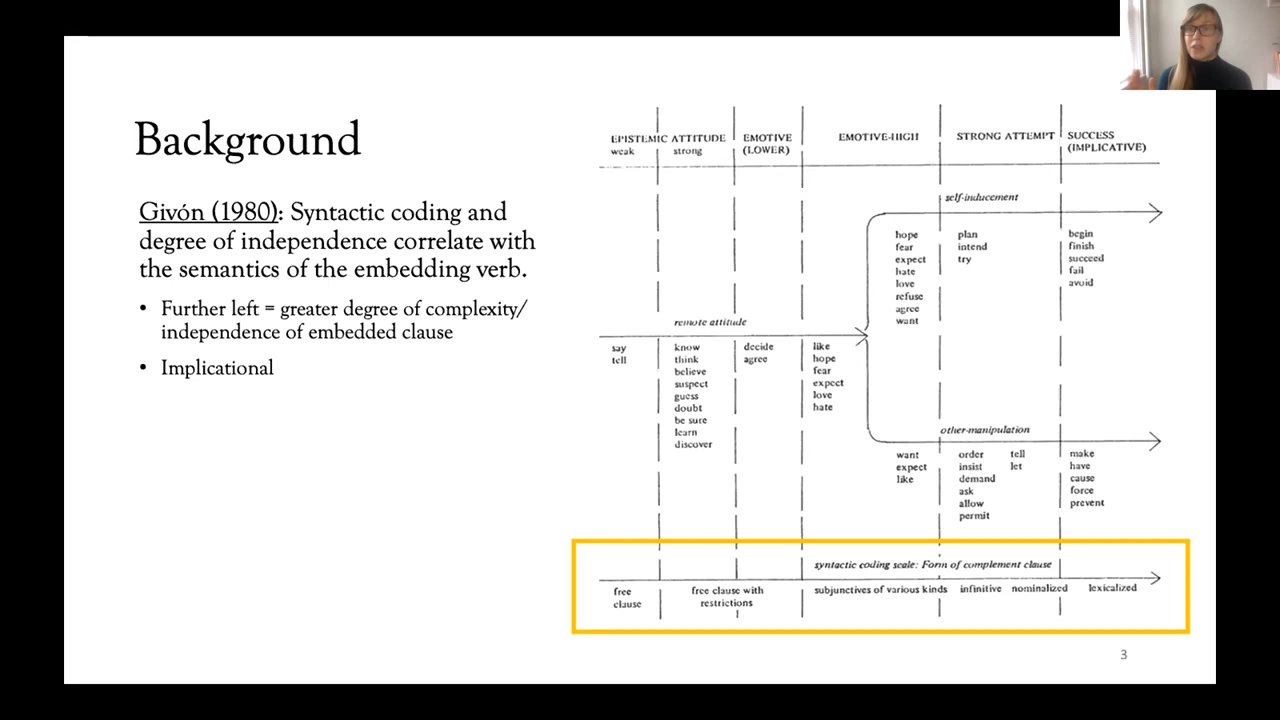 Background
Givón (1980): Syntactic coding and
degree of independence correlate with
the semantics of the embedding verb.
• Further left = greater degree of complexity/
independence of embedded clause
• Implicational
EPISTEMIC ATTITUDE
weak strong
EMOTIVE
(LOWER)
EMOTIVE-HIGH
STRONG ATTEMPT
SUCCESS
(IMPLICATIVE)
self-inducement
hope
fear
expect
hate
love
refuse
agree
want
plan
intend
try
begin
finish
succeed
fail
avoid
remote attitude
say
tell
know
think
believe
suspect
guess
doubt
be sure
learn
discover
decide
agree
like
hope
fear
expect
love
hate
other-manipulation
want
expect
like
order
insist
demand
ask
allow
permit
tell
let
make
have
cause
force
prevent
syntactic coding scale: Form of complement clause
free
clause
free clause with
restrictions
subjunctives of various kinds
infinitive
nominalized
lexicalized
3